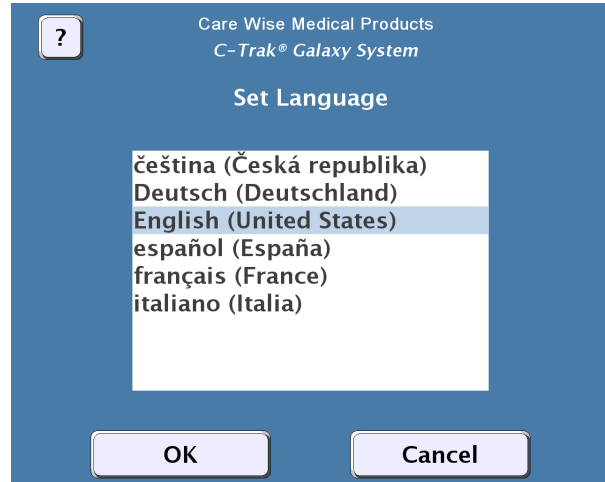 ?
Care Wise Medical Products
C-Trak® Galaxy System
Set Language
čeština (Česká republika)
Deutsch (Deutschland)
English (United States)
español (España)
français (France)
italiano (Italia)
OK
Cancel